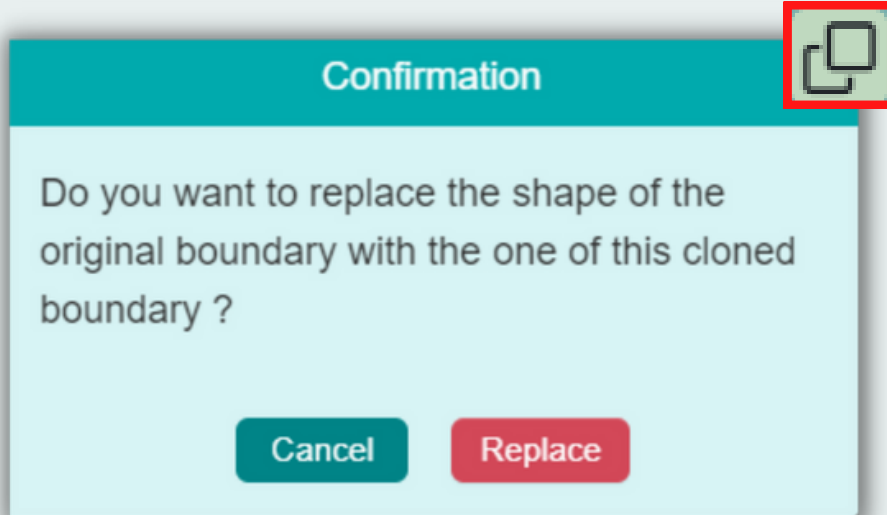 Confirmation
Do you want to replace the shape of the
original boundary with the one of this cloned
boundary ?
Cancel Replace